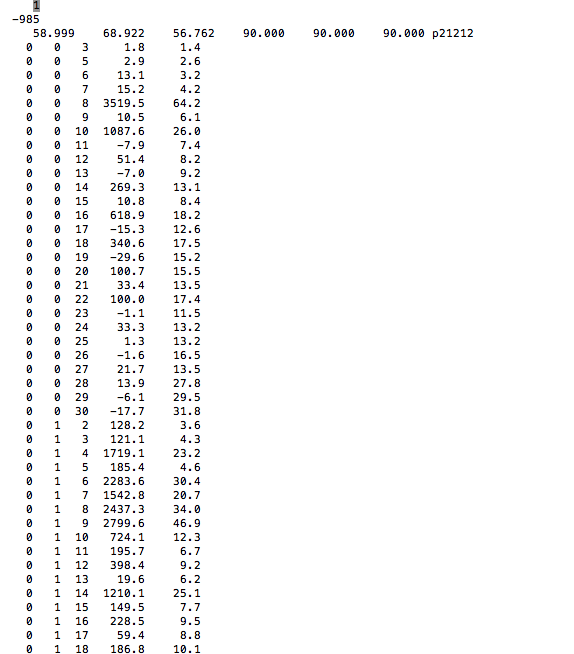 1
-985
58.999 68.922 56.762 90.000 90.000 90.000 p21212
0 0 3 1.8 1.4
0 0 5 2.9 2.6
0 0 6 13.1 3.2
0 0 7 15.2 4.2
0 0 8 3519.5 64.2
0 0 9 10.5 6.1
0 0 10 1087.6 26.0
0 0 11 -7.9 7.4
0 0 12 51.4 8.2
0 0 13 -7.0 9.2
0 0 14 269.3 13.1
0 0 15 10.8 8.4
0 0 16 618.9 18.2
0 0 17 -15.3 12.6
0 0 18 340.6 17.5
0 0 19 -29.6 15.2
0 0 20 100.7 15.5
0 0 21 33.4 13.5
0 0 22 100.0 17.4
0 0 23 -1.1 11.5
0 0 24 33.3 13.2
0 0 25 1.3 13.2
0 0 26 -1.6 16.5
0 0 27 21.7 13.5
0 0 28 13.9 27.8
0 0 29 -6.1 29.5
0 0 30 -17.7 31.8
0 1 2 128.2 3.6
0 1 3 121.1 4.3
0 1 4 1719.1 23.2
0 1 5 185.4 4.6
0 1 6 2283.6 30.4
0 1 7 1542.8 20.7
0 1 8 2437.3 34.0
0 1 9 2799.6 46.9
0 1 10 724.1 12.3
0 1 11 195.7 6.7
0 1 12 398.4 9.2
0 1 13 19.6 6.2
0 1 14 1210.1 25.1
0 1 15 149.5 7.7
0 1 16 228.5 9.5
0 1 17 59.4 8.8
0 1 18 186.8 10.1